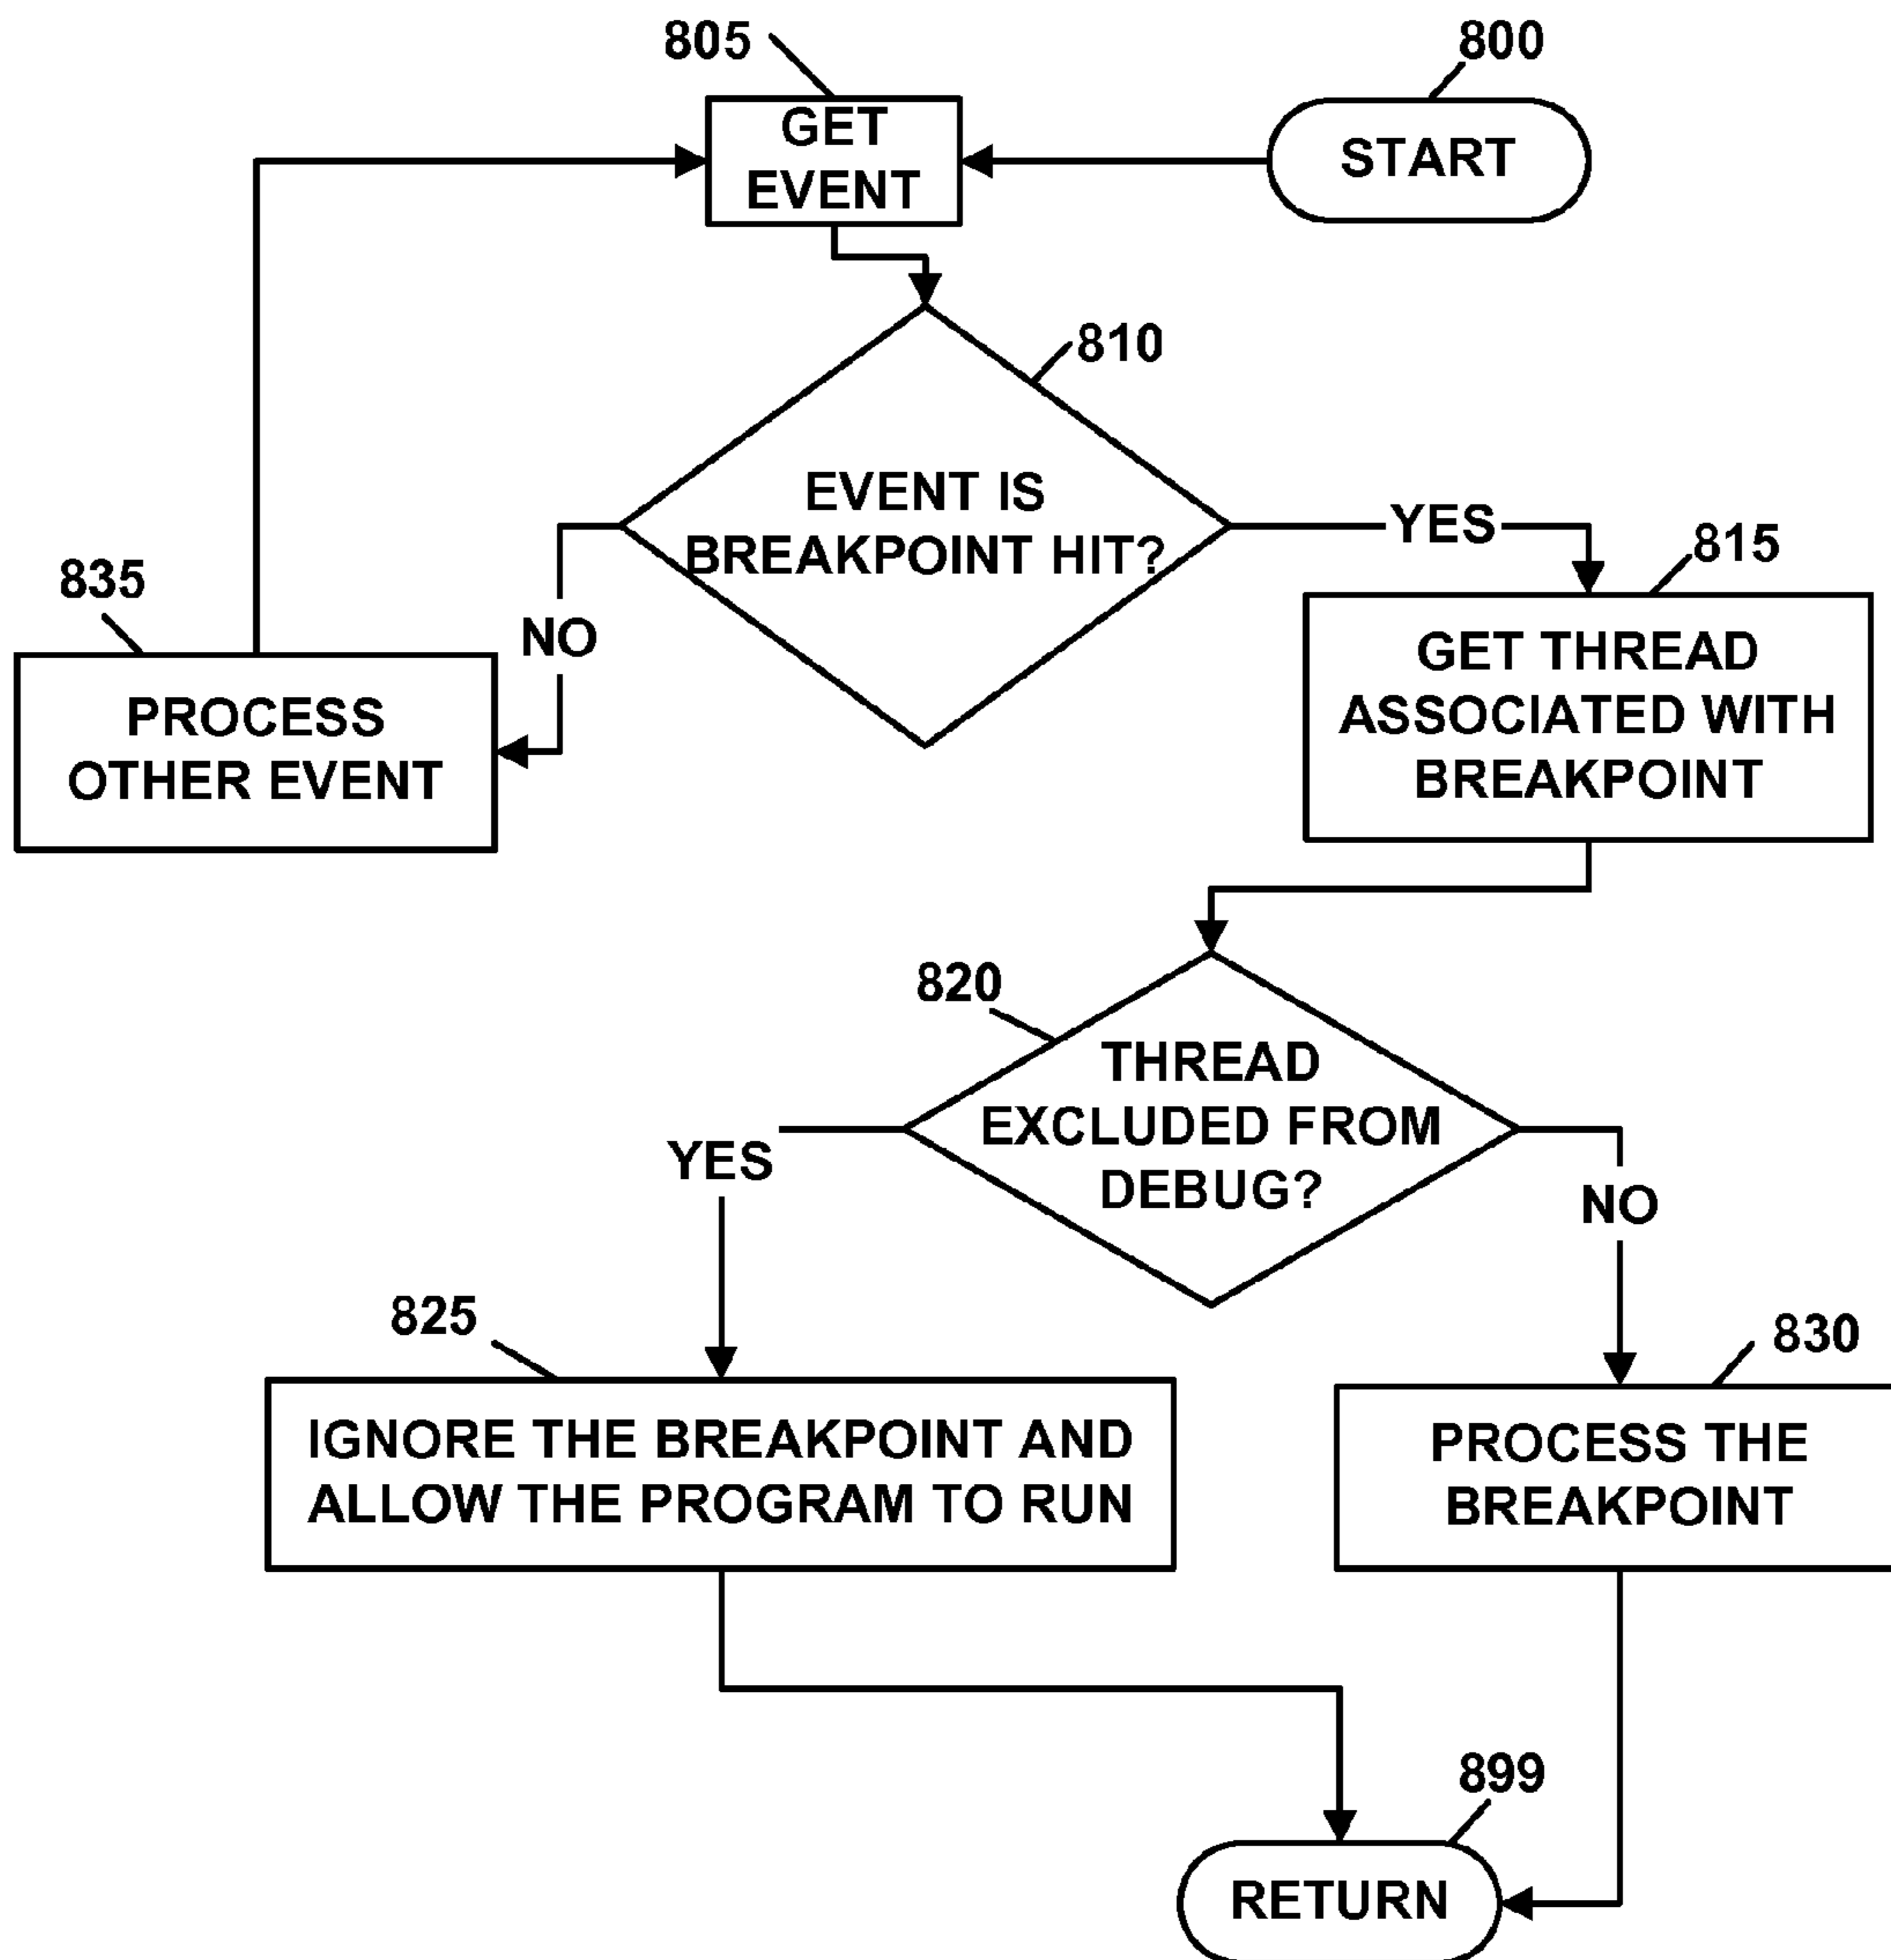 805
800
GET
EVENT
START
810
EVENT IS
BREAKPOINT HIT?
YES
815
835
NO
GET THREAD
ASSOCIATED WITH
BREAKPOINT
PROCESS
OTHER EVENT
820
THREAD
EXCLUDED FROM
DEBUG?
YES
NO
825
830
IGNORE THE BREAKPOINT AND
ALLOW THE PROGRAM TO RUN
PROCESS THE
BREAKPOINT
899
RETURN